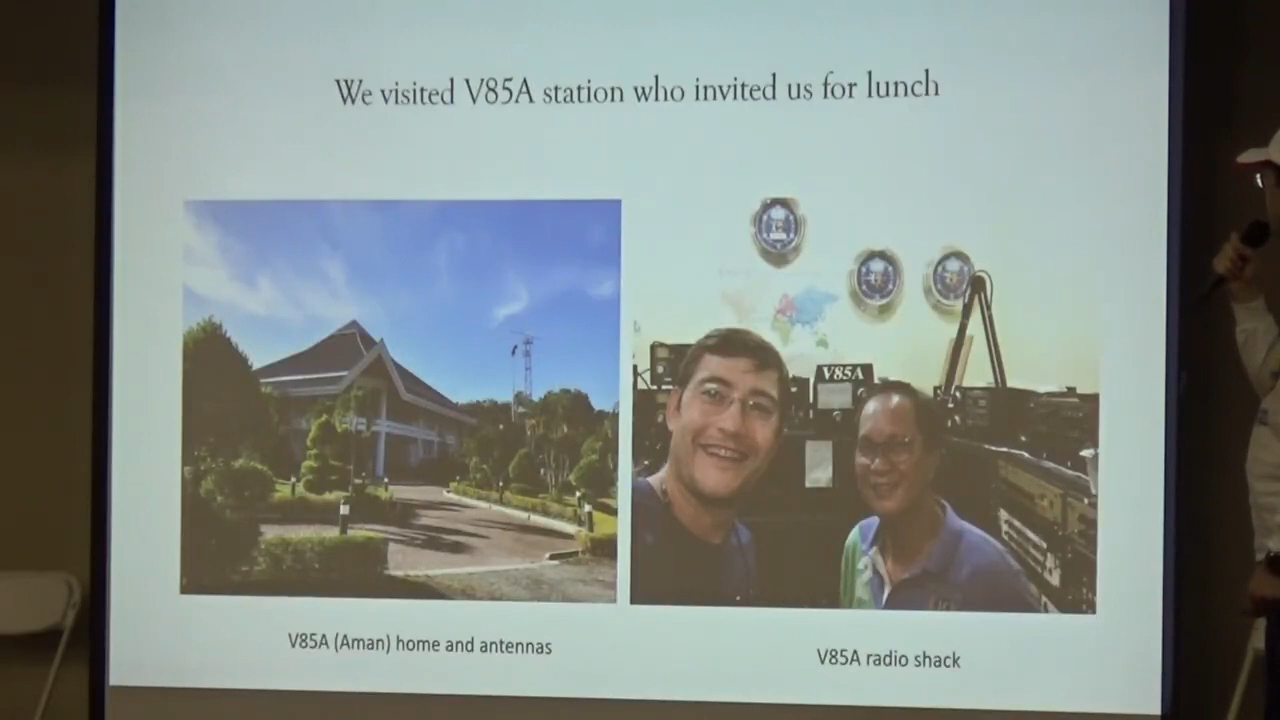 We visited V85A station who invited us for lunch
V85A
V85A (Aman) home and antennas
V85A radio shack